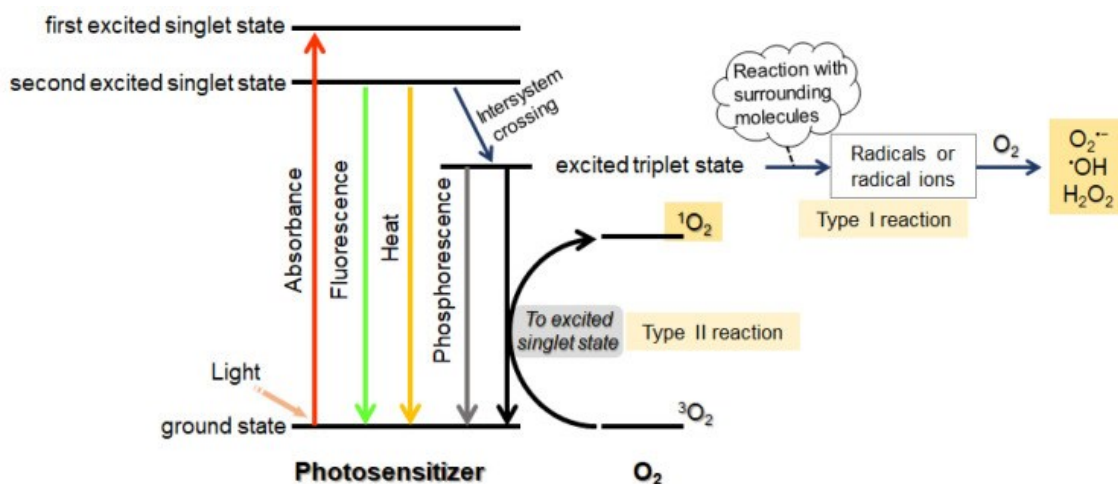 first excited singlet state
second excited singlet state
Intersystem
crossing
Reaction with
surrounding
molecules
excited triplet state
Radicals or
radical ions
O₂
O₂•−
•OH
H₂O₂
Type I reaction
Absorbance
Fluorescence
Heat
Phosphorescence
¹O₂
To excited
singlet state
Type II reaction
Light
ground state
³O₂
Photosensitizer
O₂